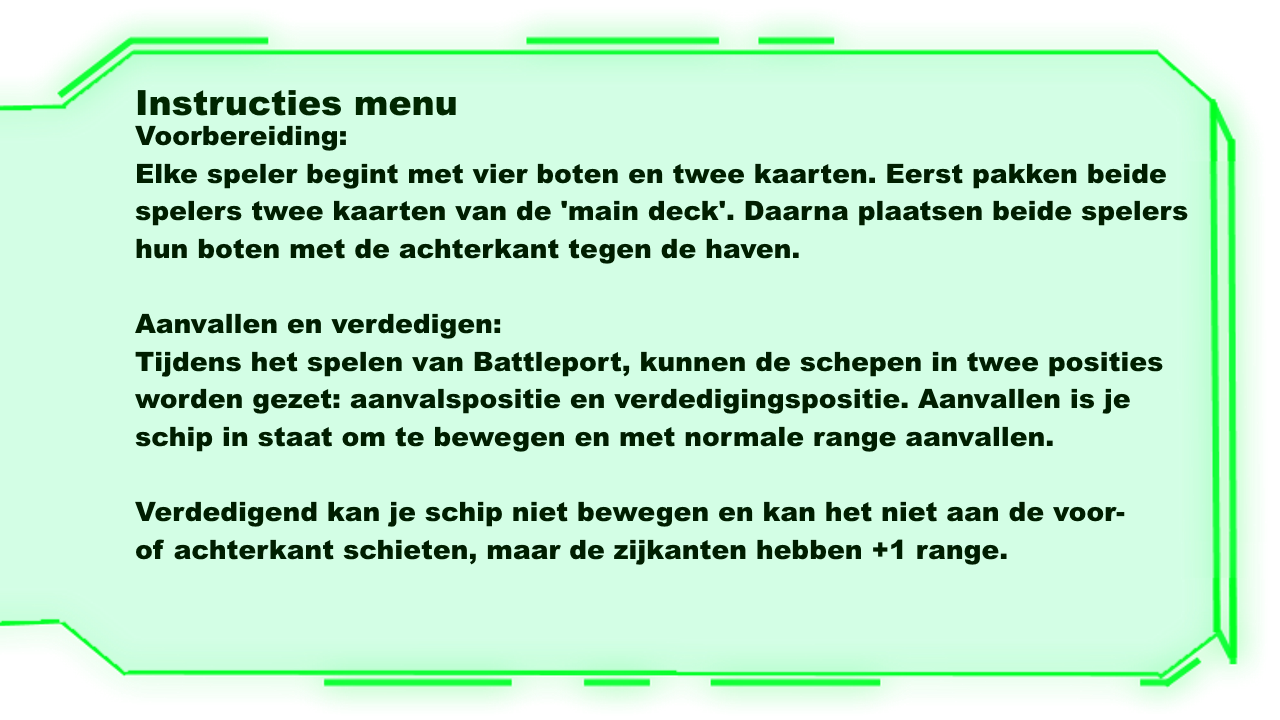 Instructies menu
Voorbereiding:
Elke speler begint met vier boten en twee kaarten. Eerst pakken beide
spelers twee kaarten van de 'main deck'. Daarna plaatsen beide spelers
hun boten met de achterkant tegen de haven.
Aanvallen en verdedigen:
Tijdens het spelen van Battleport, kunnen de schepen in twee posities
worden gezet: aanvalspositie en verdedigingspositie. Aanvallen is je
schip in staat om te bewegen en met normale range aanvallen.
Verdedigend kan je schip niet bewegen en kan het niet aan de voor-
of achterkant schieten, maar de zijkanten hebben +1 range.